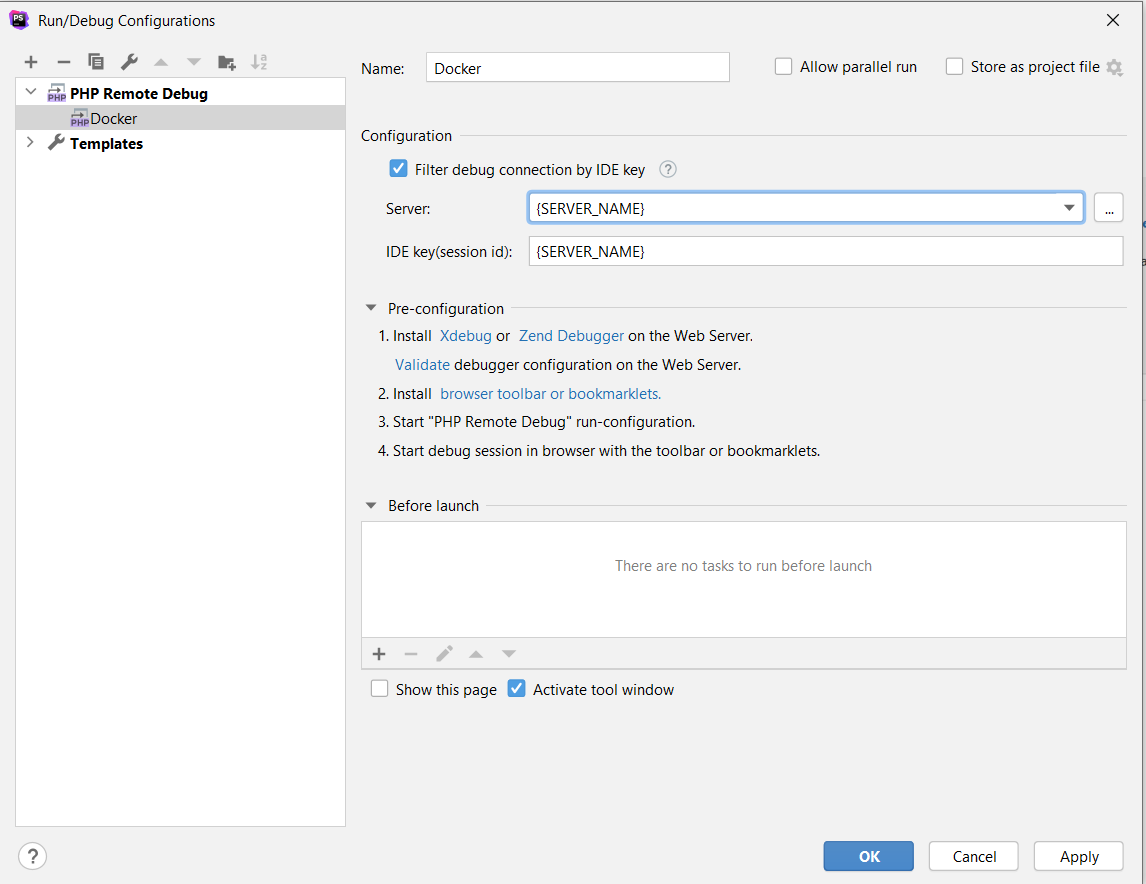 PS Run/Debug Configurations
Name: Docker Allow parallel run Store as project file
PHP PHP Remote Debug
PHP Docker
Templates
Configuration
Filter debug connection by IDE key ?
Server: {SERVER_NAME} ...
IDE key(session id): {SERVER_NAME}
Pre-configuration
1. Install Xdebug or Zend Debugger on the Web Server.
Validate debugger configuration on the Web Server.
2. Install browser toolbar or bookmarklets.
3. Start "PHP Remote Debug" run-configuration.
4. Start debug session in browser with the toolbar or bookmarklets.
Before launch
There are no tasks to run before launch
Show this page Activate tool window
? OK Cancel Apply